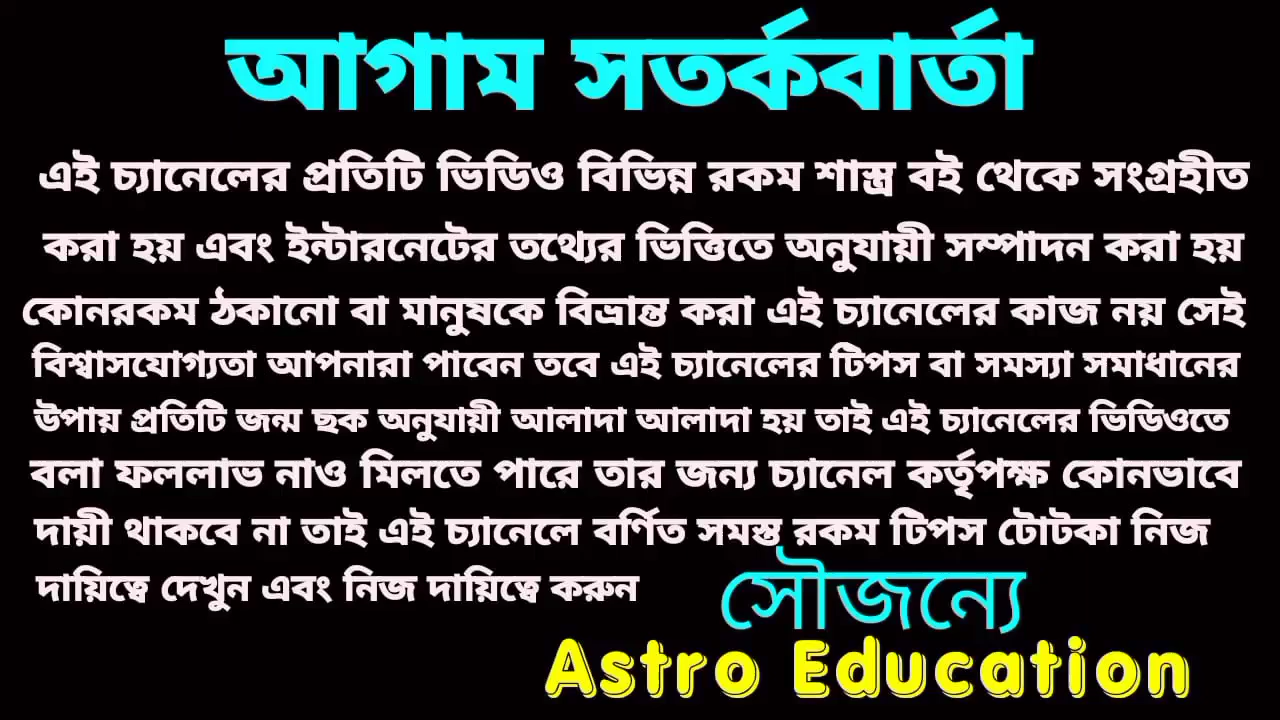 আগাম সতর্কবার্তা
এই চ্যানেলের প্রতিটি ভিডিও বিভিন্ন রকম শাস্ত্র বই থেকে সংগ্রহীত
করা হয় এবং ইন্টারনেটের তথ্যের ভিত্তিতে অনুযায়ী সম্পাদন করা হয়
কোনরকম ঠকানো বা মানুষকে বিভ্রান্ত করা এই চ্যানেলের কাজ নয় সেই
বিশ্বাসযোগ্যতা আপনারা পাবেন তবে এই চ্যানেলের টিপস বা সমস্যা সমাধানের
উপায় প্রতিটি জন্ম ছক অনুযায়ী আলাদা আলাদা হয় তাই এই চ্যানেলের ভিডিওতে
বলা ফললাভ নাও মিলতে পারে তার জন্য চ্যানেল কর্তৃপক্ষ কোনভাবে
দায়ী থাকবে না তাই এই চ্যানেলে বর্ণিত সমস্ত রকম টিপস টোটকা নিজ
দায়িত্বে দেখুন এবং নিজ দায়িত্বে করুন
সৌজন্যে
Astro Education